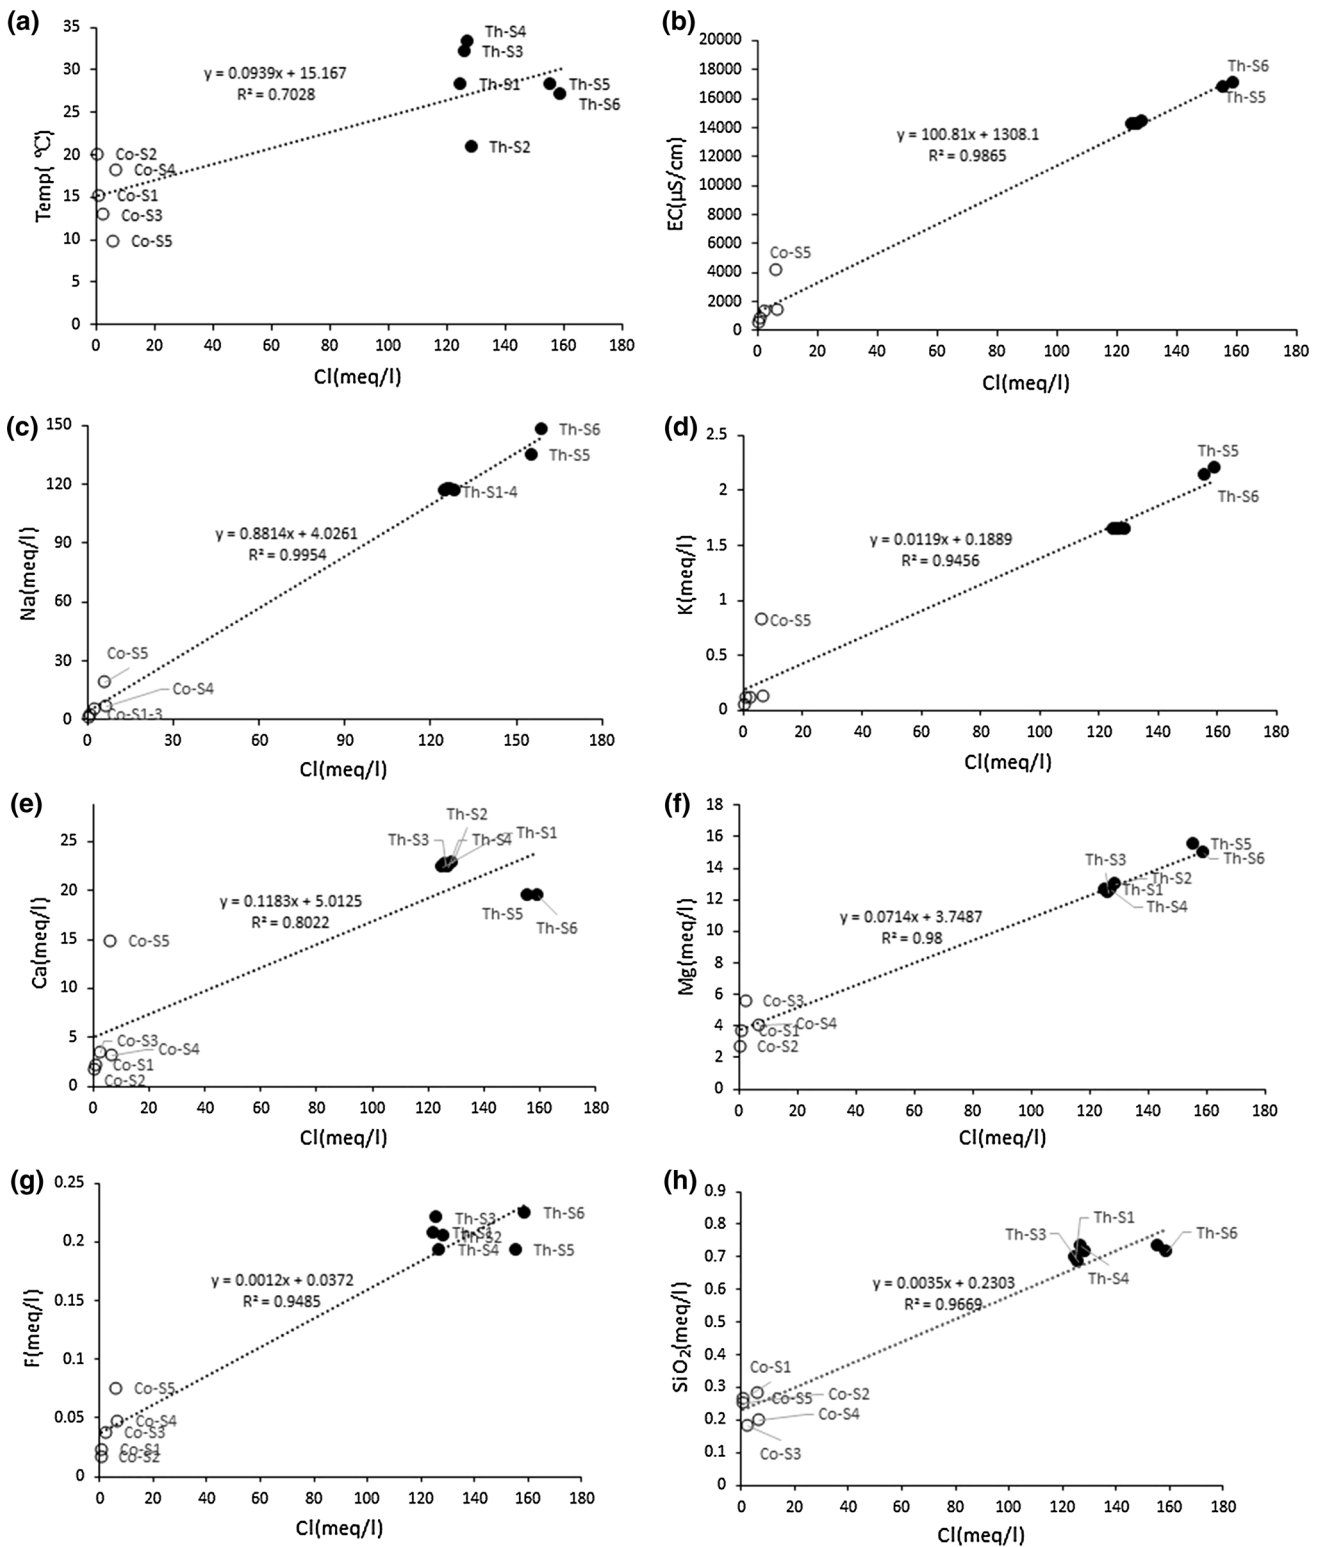 (a)
35
30
25
20
15
10
5
0
Temp( ℃)
y = 0.0939x + 15.167
R² = 0.7028
Th-S4
Th-S3
Th-S1
Th-S5
Th-S6
Th-S2
Co-S2
Co-S4
Co-S1
Co-S3
Co-S5
0 20 40 60 80 100 120 140 160 180
Cl(meq/l)
(b)
20000
18000
16000
14000
12000
10000
8000
6000
4000
2000
0
EC(µS/cm)
y = 100.81x + 1308.1
R² = 0.9865
Th-S6
Th-S5
Co-S5
0 20 40 60 80 100 120 140 160 180
Cl(meq/l)
(c)
150
120
90
60
30
0
Na(meq/l)
y = 0.8814x + 4.0261
R² = 0.9954
Th-S6
Th-S5
Th-S1-4
Co-S5
Co-S4
Co-S1-3
0 30 60 90 120 150 180
Cl(meq/l)
(d)
2.5
2
1.5
1
0.5
0
K(meq/l)
y = 0.0119x + 0.1889
R² = 0.9456
Th-S5
Th-S6
Co-S5
0 20 40 60 80 100 120 140 160 180
Cl(meq/l)
(e)
25
20
15
10
5
0
Ca(meq/l)
y = 0.1183x + 5.0125
R² = 0.8022
Th-S2
Th-S3
Th-S4
Th-S1
Th-S5
Th-S6
Co-S5
Co-S3
Co-S4
Co-S1
Co-S2
0 20 40 60 80 100 120 140 160 180
Cl(meq/l)
(f)
18
16
14
12
10
8
6
4
2
0
Mg(meq/l)
y = 0.0714x + 3.7487
R² = 0.98
Th-S5
Th-S6
Th-S3
Th-S2
Th-S1
Th-S4
Co-S3
Co-S4
Co-S1
Co-S2
0 20 40 60 80 100 120 140 160 180
Cl(meq/l)
(g)
0.25
0.2
0.15
0.1
0.05
0
F(meq/l)
y = 0.0012x + 0.0372
R² = 0.9485
Th-S6
Th-S3
Th-S1
Th-S2
Th-S4
Th-S5
Co-S5
Co-S4
Co-S3
Co-S1
Co-S2
0 20 40 60 80 100 120 140 160 180
Cl(meq/l)
(h)
0.9
0.8
0.7
0.6
0.5
0.4
0.3
0.2
0.1
0
SiO₂(meq/l)
y = 0.0035x + 0.2303
R² = 0.9669
Th-S1
Th-S3
Th-S6
Th-S4
Co-S1
Co-S2
Co-S5
Co-S4
Co-S3
0 20 40 60 80 100 120 140 160 180
Cl(meq/l)